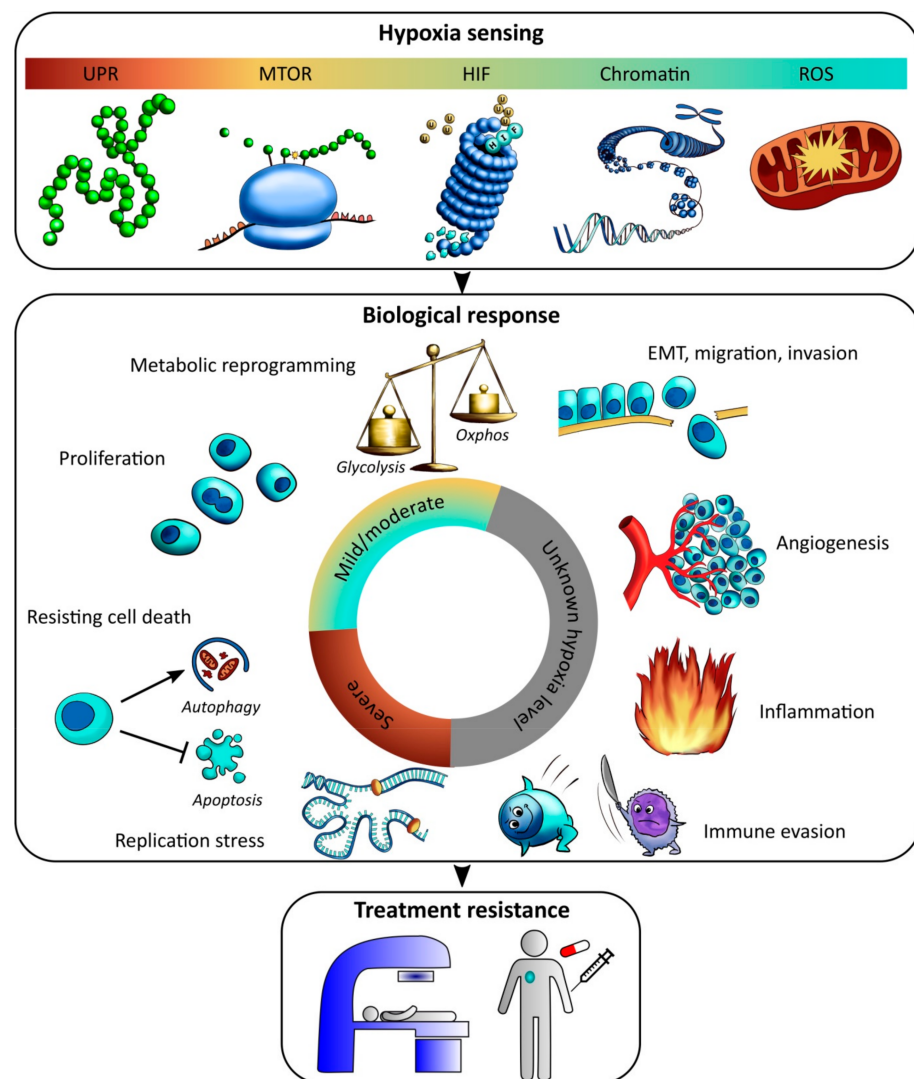 Hypoxia sensing
UPR MTOR HIF Chromatin ROS
U U U U U U U
H I F
Biological response
Metabolic reprogramming
EMT, migration, invasion
Oxphos
Glycolysis
Proliferation
Mild/moderate
Unknown hypoxia level
Angiogenesis
Resisting cell death
Severe
Autophagy
Inflammation
Apoptosis
Replication stress
Immune evasion
Treatment resistance